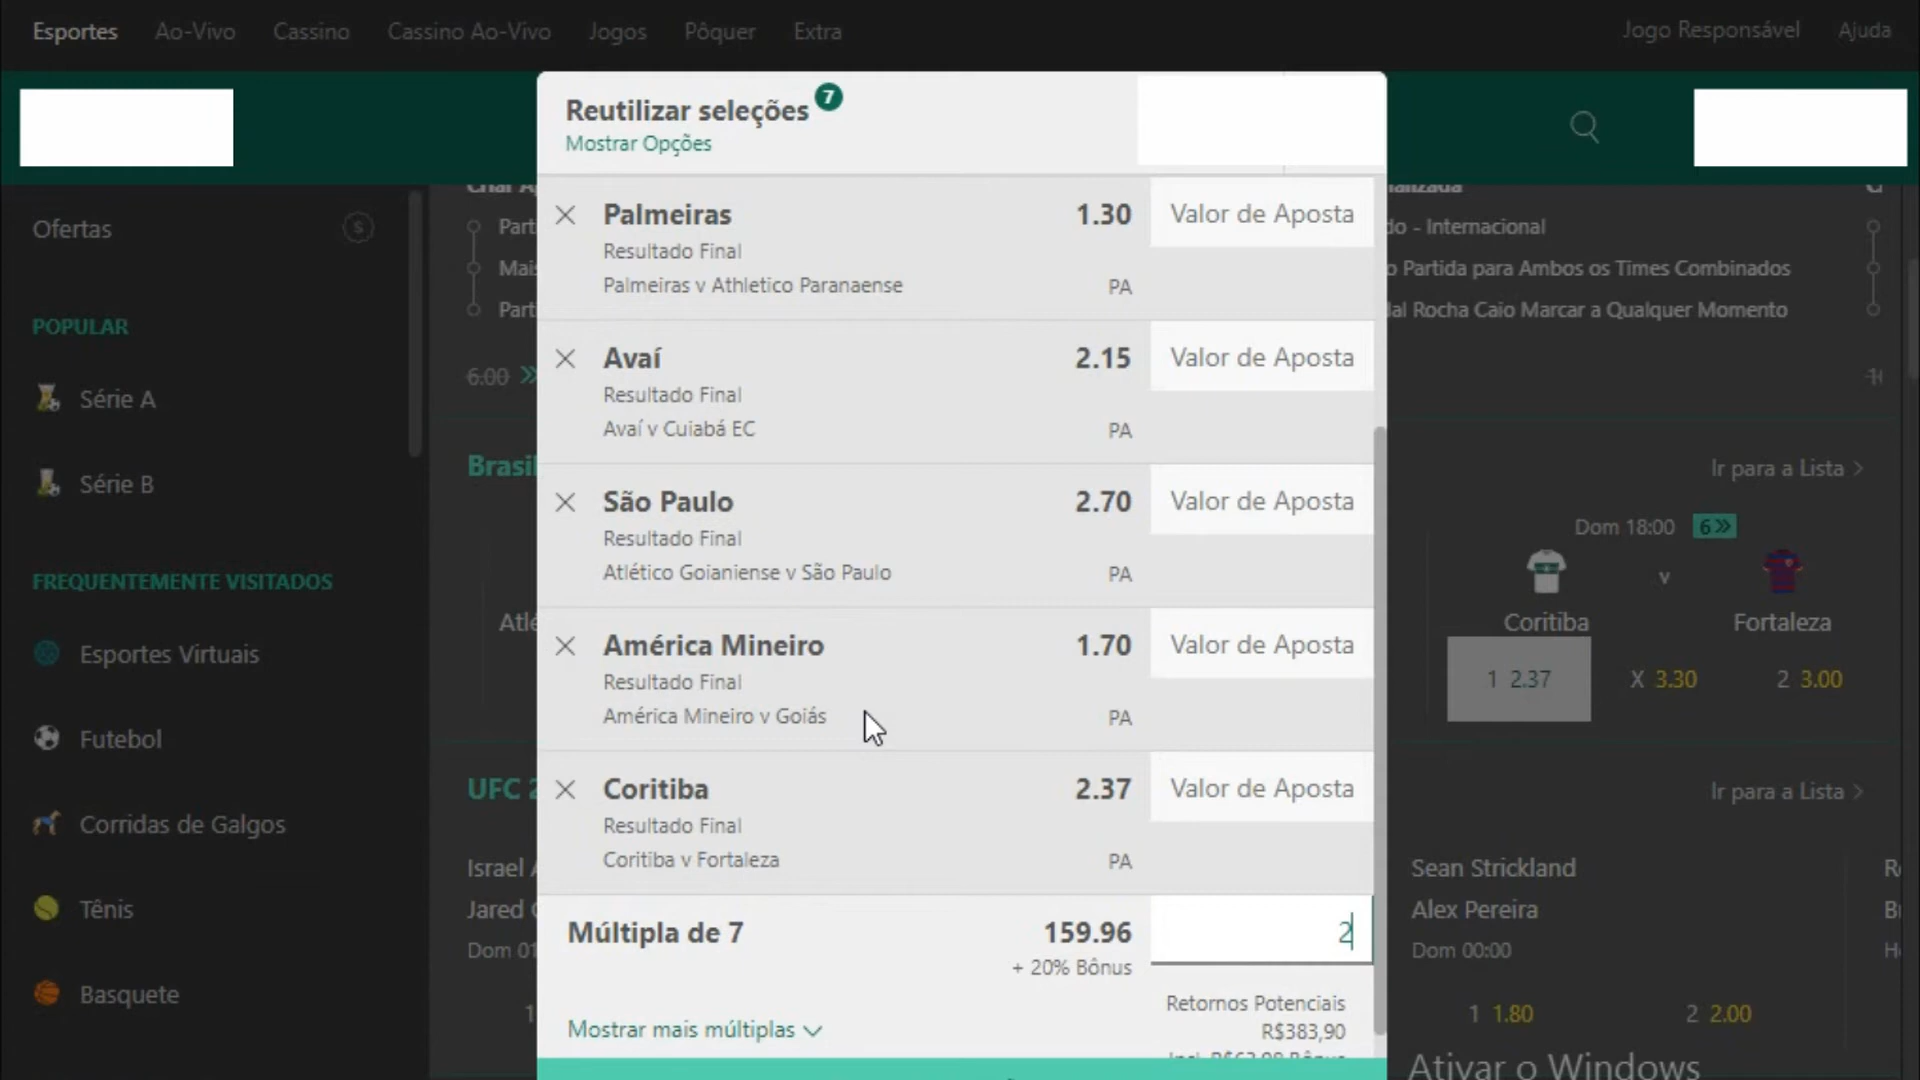 Esportes Ao-Vivo Cassino Cassino Ao-Vivo Jogos Pôquer Extra Jogo Responsável Ajuda
Reutilizar seleções 7
Mostrar Opções
Ofertas $
POPULAR
Série A
Série B
FREQUENTEMENTE VISITADOS
Esportes Virtuais
Futebol
Corridas de Galgos
Tênis
Basquete
6.00
Palmeiras 1.30 Valor de Aposta
Resultado Final
Palmeiras v Athletico Paranaense PA
Avaí 2.15 Valor de Aposta
Resultado Final
Avaí v Cuiabá EC PA
São Paulo 2.70 Valor de Aposta
Resultado Final
Atlético Goianiense v São Paulo PA
América Mineiro 1.70 Valor de Aposta
Resultado Final
América Mineiro v Goiás PA
Coritiba 2.37 Valor de Aposta
Resultado Final
Coritiba v Fortaleza PA
Múltipla de 7 159.96 2
+ 20% Bônus
Retornos Potenciais
R$383,90
Mostrar mais múltiplas
- Internacional
Partida para Ambos os Times Combinados
Rocha Caio Marcar a Qualquer Momento
Ir para a Lista
Dom 18:00 6
Coritiba v Fortaleza
1 2.37 X 3.30 2 3.00
UFC
Ir para a Lista
Israel
Jared
Dom
Sean Strickland
Alex Pereira
Dom 00:00
1 1.80 2 2.00
Ativar o Windows